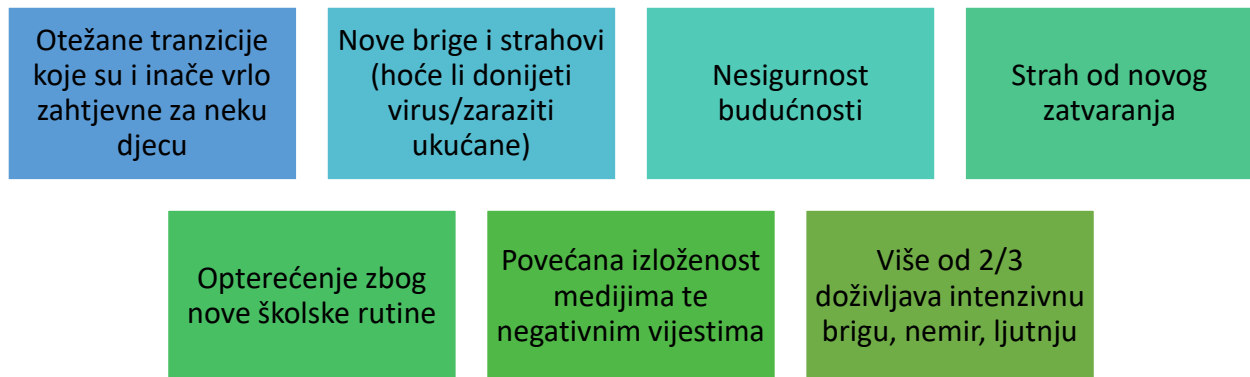 Otežane tranzicije
koje su i inače vrlo
zahtjevne za neku
djecu
Nove brige i strahovi
(hoće li donijeti
virus/zaraziti
ukućane)
Nesigurnost
budućnosti
Strah od novog
zatvaranja
Opterećenje zbog
nove školske rutine
Povećana izloženost
medijima te
negativnim vijestima
Više od 2/3
doživljava intenzivnu
brigu, nemir, ljutnju